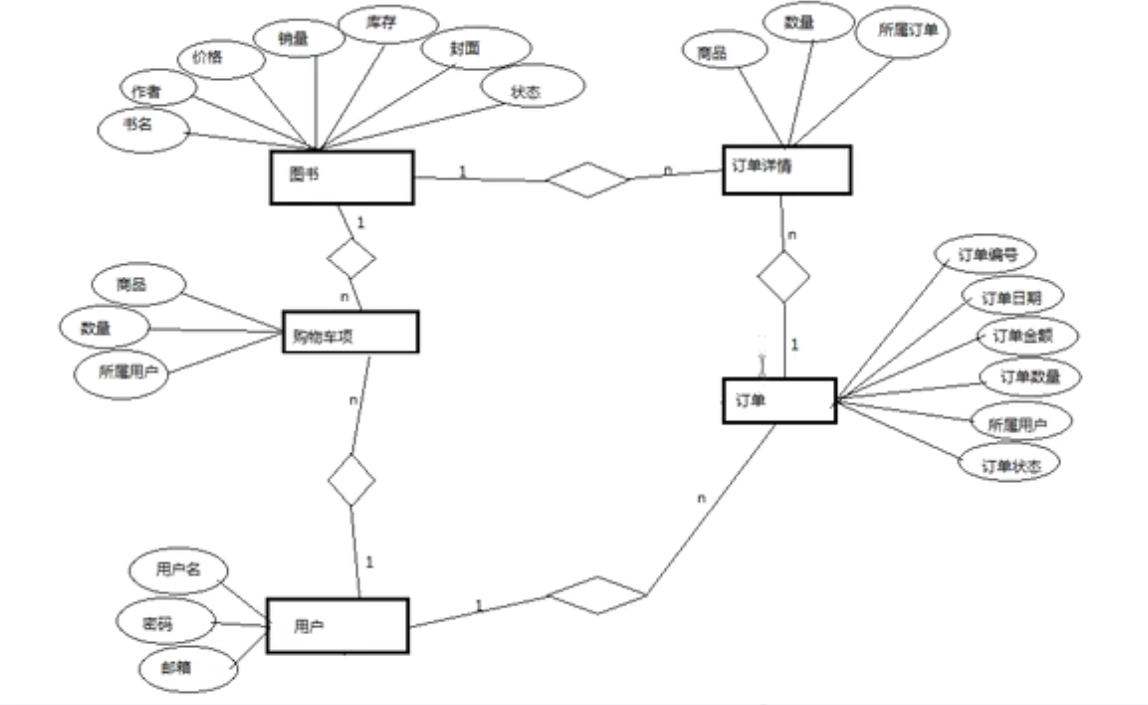 库存
数量
所属订单
销量
封面
商品
价格
作者
状态
书名
图书
1
n
订单详情
1
n
订单编号
商品
n
订单日期
数量
购物车项
1
订单金额
所属用户
订单数量
n
订单
所属用户
订单状态
n
用户名
1
1
密码
用户
邮箱